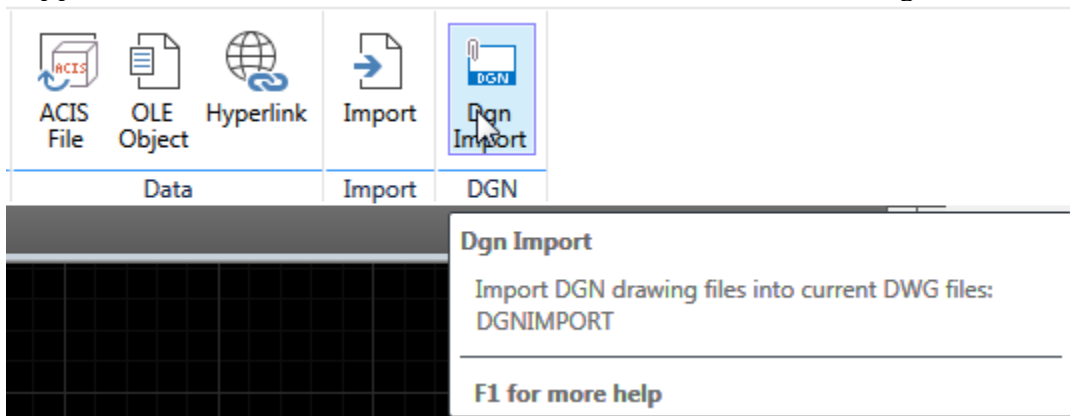 ACIS
DGN
ACIS File
OLE Object
Hyperlink
Import
Dgn Import
Data
Import
DGN
Dgn Import
Import DGN drawing files into current DWG files:
DGNIMPORT
F1 for more help